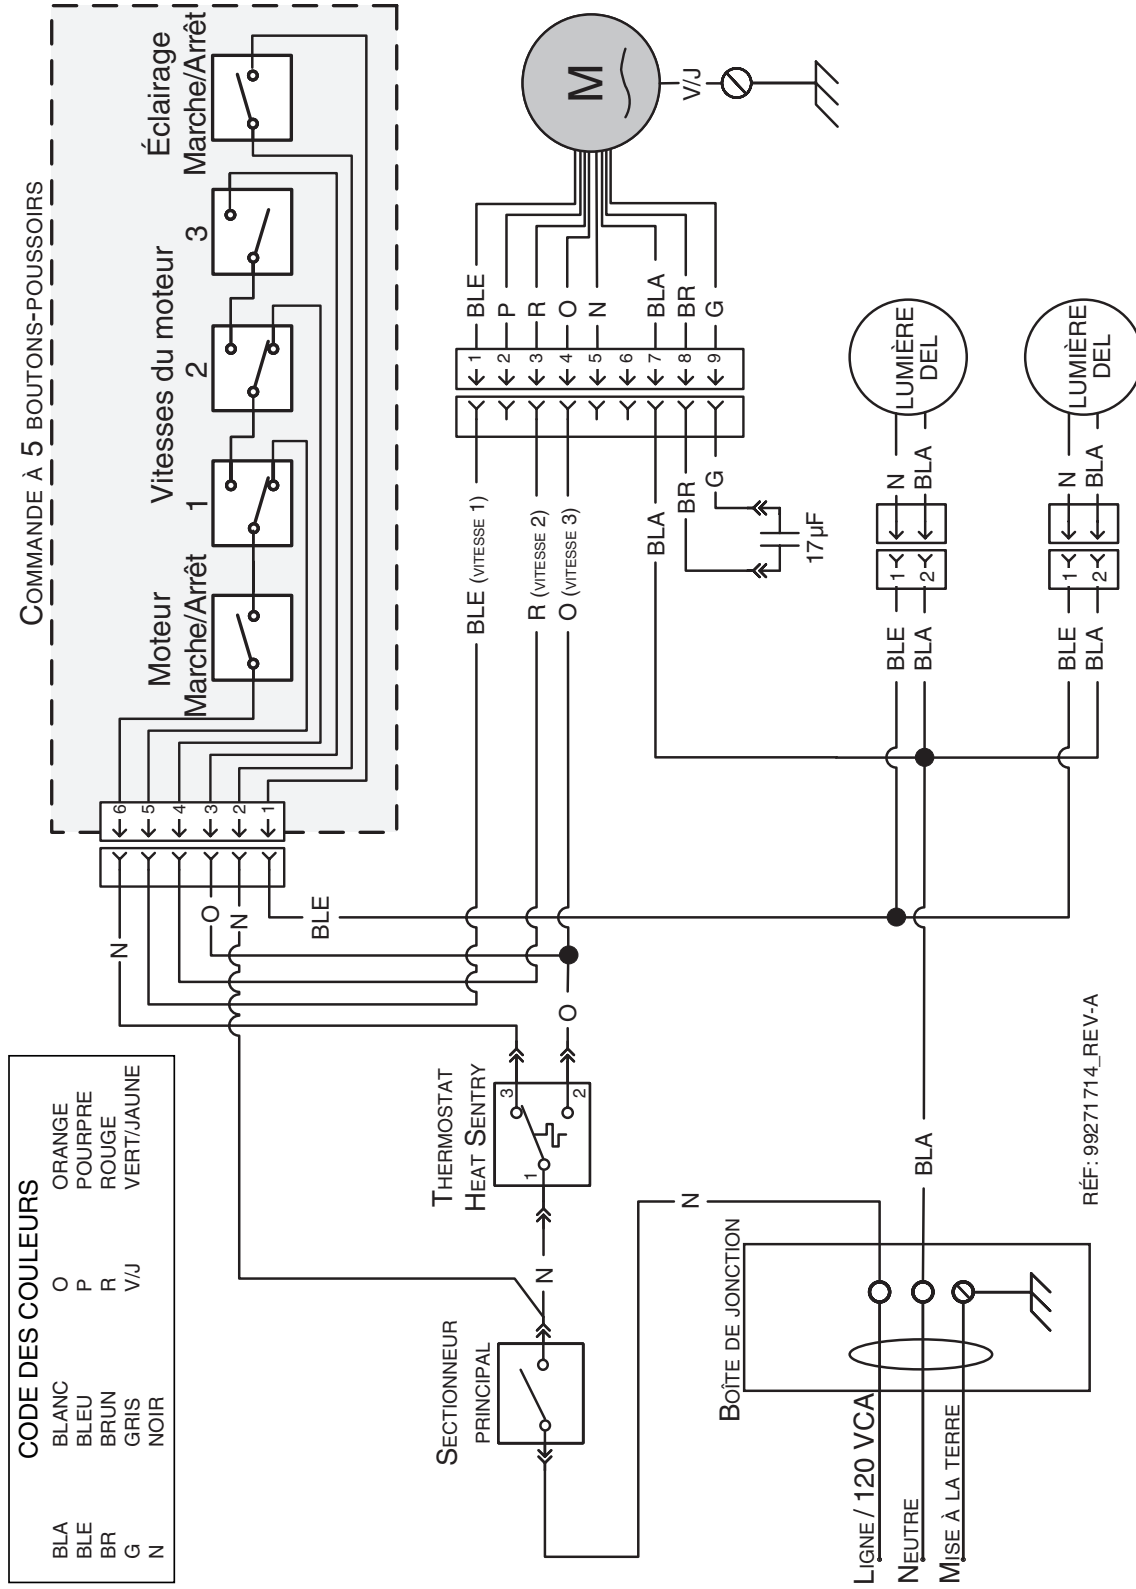 CODE DES COULEURS
BLA BLANC O ORANGE
BLE BLEU P POURPRE
BR BRUN R ROUGE
G GRIS V/J VERT/JAUNE
N NOIR
COMMANDE À 5 BOUTONS-POUSSOIRS
Moteur
Marche/Arrêt
Vitesses du moteur
1
2
3
Éclairage
Marche/Arrêt
6
5
4
3
2
1
N
O
N
BLE
SECTIONNEUR
PRINCIPAL
N
THERMOSTAT
HEAT SENTRY
1
3
2
O
BLE (VITESSE 1)
R (VITESSE 2)
O (VITESSE 3)
BLA
BR
G
17µF
1
2
3
4
5
6
7
8
9
BLE
P
R
O
N
BLA
BR
G
M
V/J
N
BOÎTE DE JONCTION
LIGNE / 120 VCA
NEUTRE
MISE À LA TERRE
BLA
BLE
BLA
1
2
N
BLA
LUMIÈRE
DEL
BLE
BLA
1
2
N
BLA
LUMIÈRE
DEL
RÉF: 99271714_REV-A